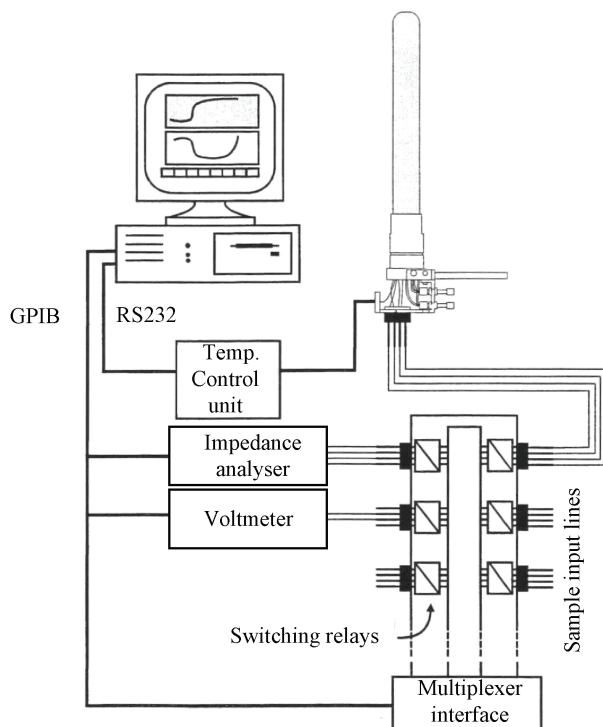 GPIB
RS232
Temp.
Control
unit
Impedance
analyser
Voltmeter
Sample input lines
Switching relays
Multiplexer
interface